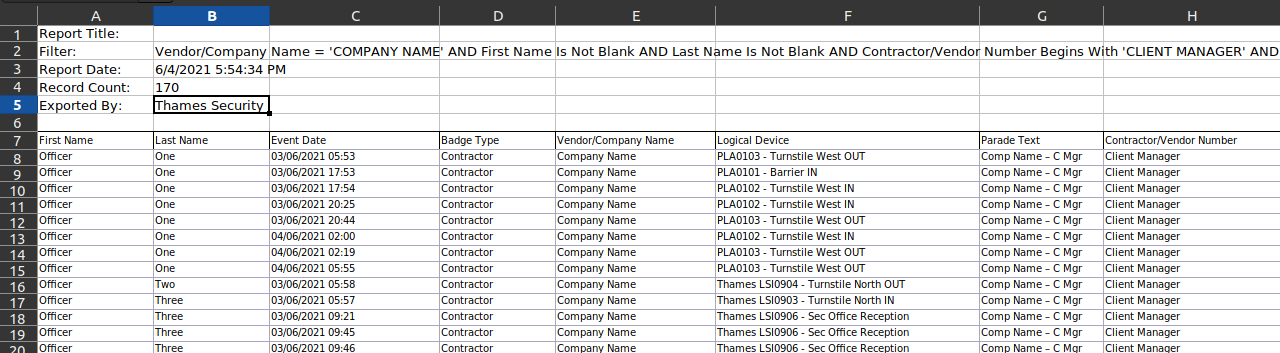 A B C D E F G H
1 Report Title:
2 Filter: Vendor/Company Name = 'COMPANY NAME' AND First Name Is Not Blank AND Last Name Is Not Blank AND Contractor/Vendor Number Begins With 'CLIENT MANAGER' AND
3 Report Date: 6/4/2021 5:54:34 PM
4 Record Count: 170
5 Exported By: Thames Security
6
7 First Name Last Name Event Date Badge Type Vendor/Company Name Logical Device Parade Text Contractor/Vendor Number
8 Officer One 03/06/2021 05:53 Contractor Company Name PLA0103 - Turnstile West OUT Comp Name – C Mgr Client Manager
9 Officer One 03/06/2021 17:53 Contractor Company Name PLA0101 - Barrier IN Comp Name – C Mgr Client Manager
10 Officer One 03/06/2021 17:54 Contractor Company Name PLA0102 - Turnstile West IN Comp Name – C Mgr Client Manager
11 Officer One 03/06/2021 20:25 Contractor Company Name PLA0102 - Turnstile West IN Comp Name – C Mgr Client Manager
12 Officer One 03/06/2021 20:44 Contractor Company Name PLA0103 - Turnstile West OUT Comp Name – C Mgr Client Manager
13 Officer One 04/06/2021 02:00 Contractor Company Name PLA0102 - Turnstile West IN Comp Name – C Mgr Client Manager
14 Officer One 04/06/2021 02:19 Contractor Company Name PLA0103 - Turnstile West OUT Comp Name – C Mgr Client Manager
15 Officer One 04/06/2021 05:55 Contractor Company Name PLA0103 - Turnstile West OUT Comp Name – C Mgr Client Manager
16 Officer Two 03/06/2021 05:58 Contractor Company Name Thames LSI0904 - Turnstile North OUT Comp Name – C Mgr Client Manager
17 Officer Three 03/06/2021 05:57 Contractor Company Name Thames LSI0903 - Turnstile North IN Comp Name – C Mgr Client Manager
18 Officer Three 03/06/2021 09:21 Contractor Company Name Thames LSI0906 - Sec Office Reception Comp Name – C Mgr Client Manager
19 Officer Three 03/06/2021 09:45 Contractor Company Name Thames LSI0906 - Sec Office Reception Comp Name – C Mgr Client Manager
20 Officer Three 03/06/2021 09:46 Contractor Company Name Thames LSI0906 - Sec Office Reception Comp Name – C Mgr Client Manager